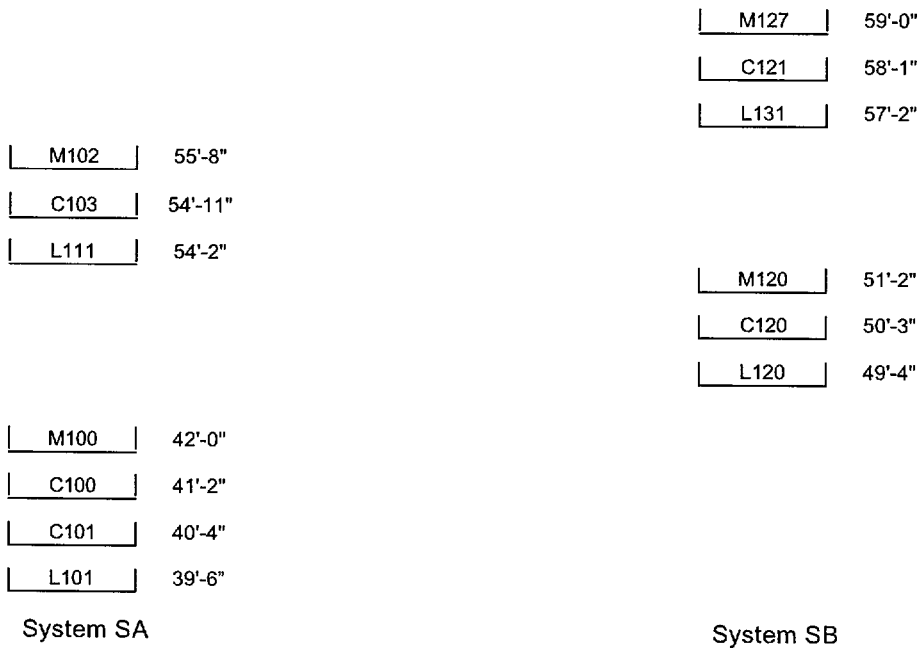 M127 59'-0"
C121 58'-1"
L131 57'-2"
M102 55'-8"
C103 54'-11"
L111 54'-2"
M120 51'-2"
C120 50'-3"
L120 49'-4"
M100 42'-0"
C100 41'-2"
C101 40'-4"
L101 39'-6"
System SA
System SB